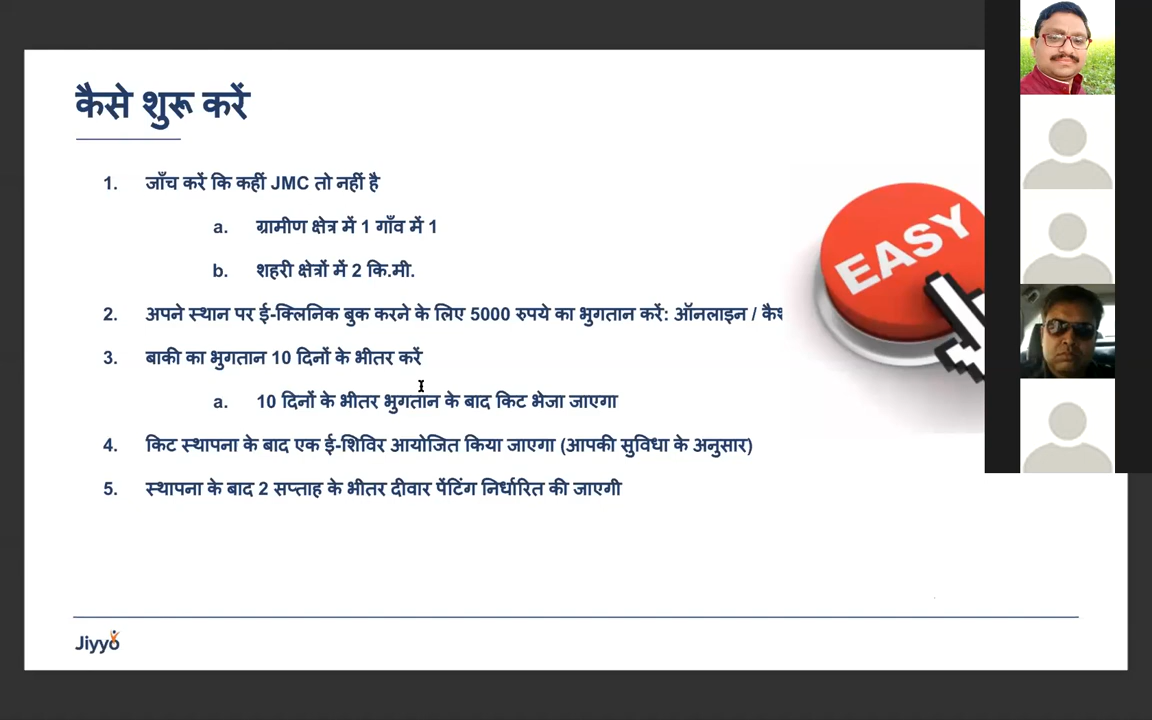 कैसे शुरू करें
1. जाँच करें कि कहीं JMC तो नहीं है
a. ग्रामीण क्षेत्र में 1 गाँव में 1
b. शहरी क्षेत्रों में 2 कि.मी.
2. अपने स्थान पर ई-क्लिनिक बुक करने के लिए 5000 रुपये का भुगतान करें: ऑनलाइन /
3. बाकी का भुगतान 10 दिनों के भीतर करें
a. 10 दिनों के भीतर भुगतान के बाद किट भेजा जाएगा
4. किट स्थापना के बाद एक ई-शिविर आयोजित किया जाएगा (आपकी सुविधा के अनुसार)
5. स्थापना के बाद 2 सप्ताह के भीतर दीवार पेंटिंग निर्धारित की जाएगी
EASY
Jiyyo